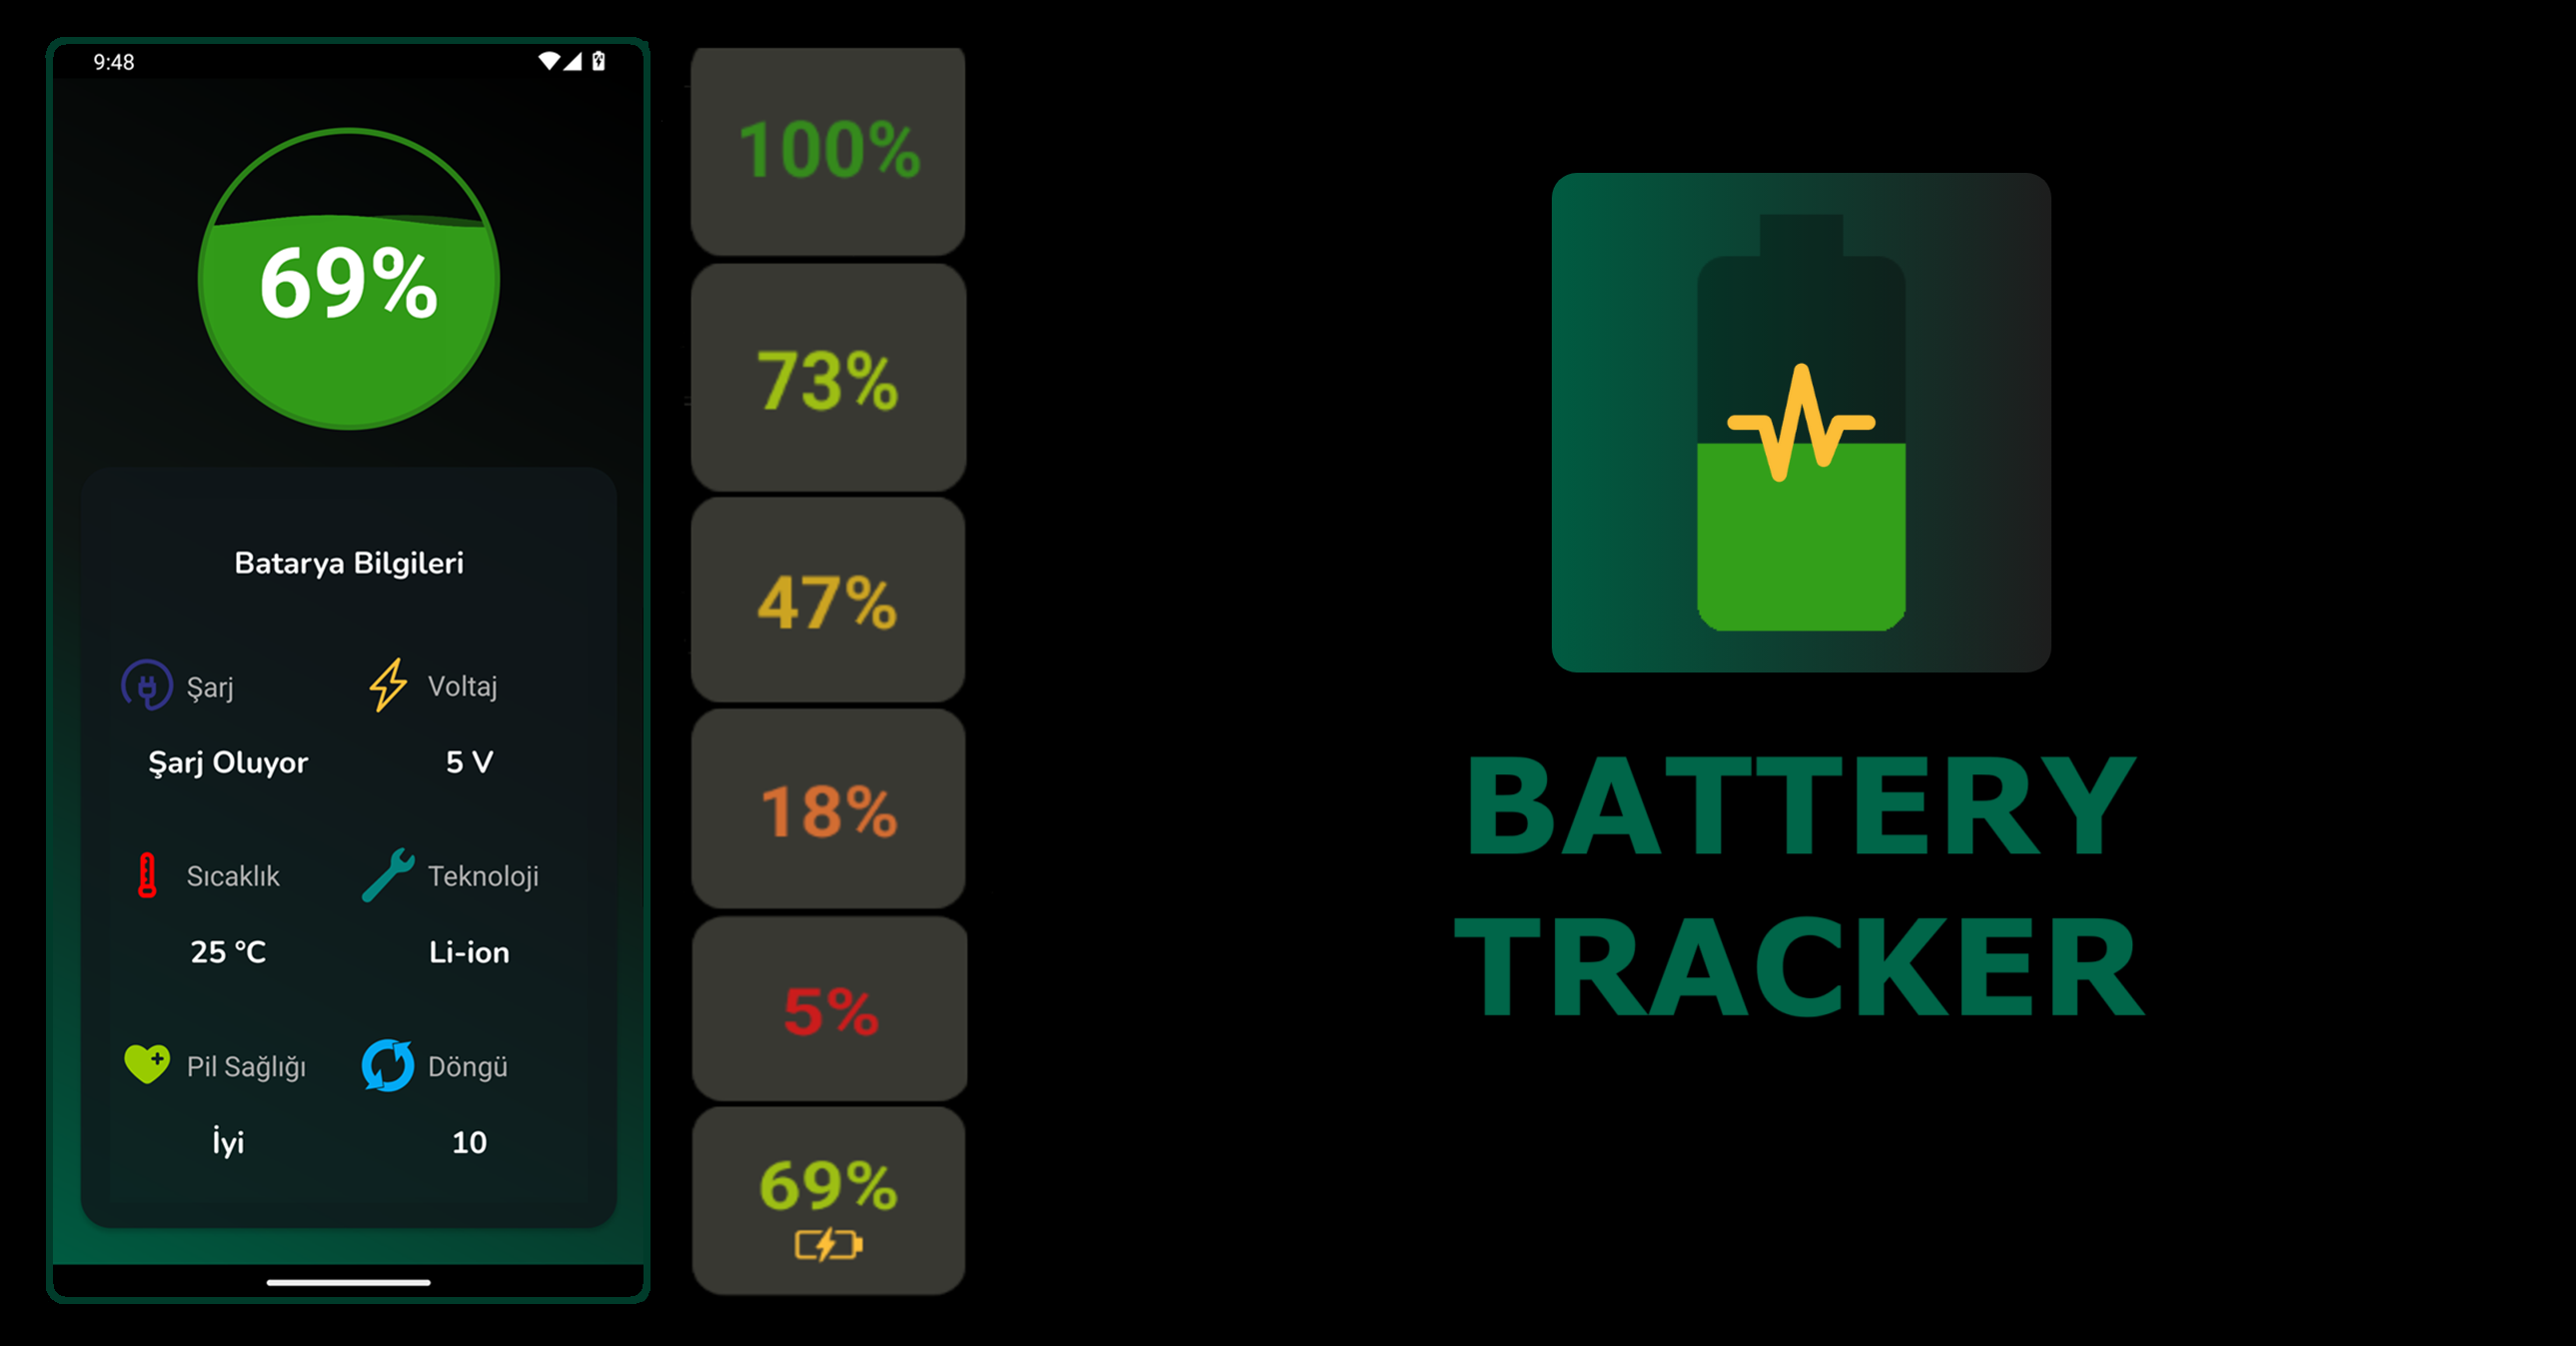 9:48
69%
Batarya Bilgileri
Şarj
Voltaj
Şarj Oluyor
5 V
Sıcaklık
Teknoloji
25 °C
Li-ion
Pil Sağlığı
Döngü
İyi
10
100%
73%
47%
18%
5%
69%
BATTERY
TRACKER